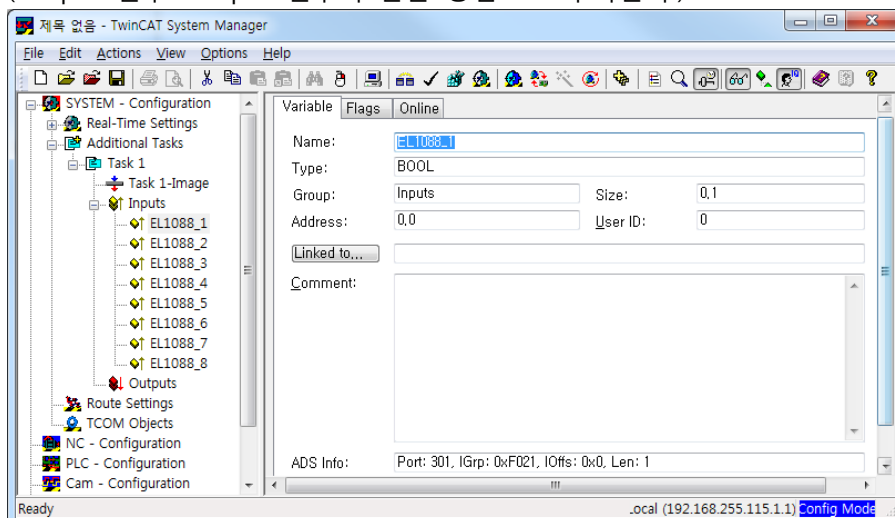 제목 없음 - TwinCAT System Manager
File Edit Actions View Options Help
SYSTEM - Configuration
Real-Time Settings
Additional Tasks
Task 1
Task 1-Image
Inputs
EL1088_1
EL1088_2
EL1088_3
EL1088_4
EL1088_5
EL1088_6
EL1088_7
EL1088_8
Outputs
Route Settings
TCOM Objects
NC - Configuration
PLC - Configuration
Cam - Configuration
Variable Flags Online
Name: EL1088_1
Type: BOOL
Group: Inputs Size: 0,1
Address: 0,0 User ID: 0
Linked to...
Comment:
ADS Info: Port: 301, IGrp: 0xF021, IOffs: 0x0, Len: 1
Ready .ocal (192.168.255.115.1.1) Config Mode